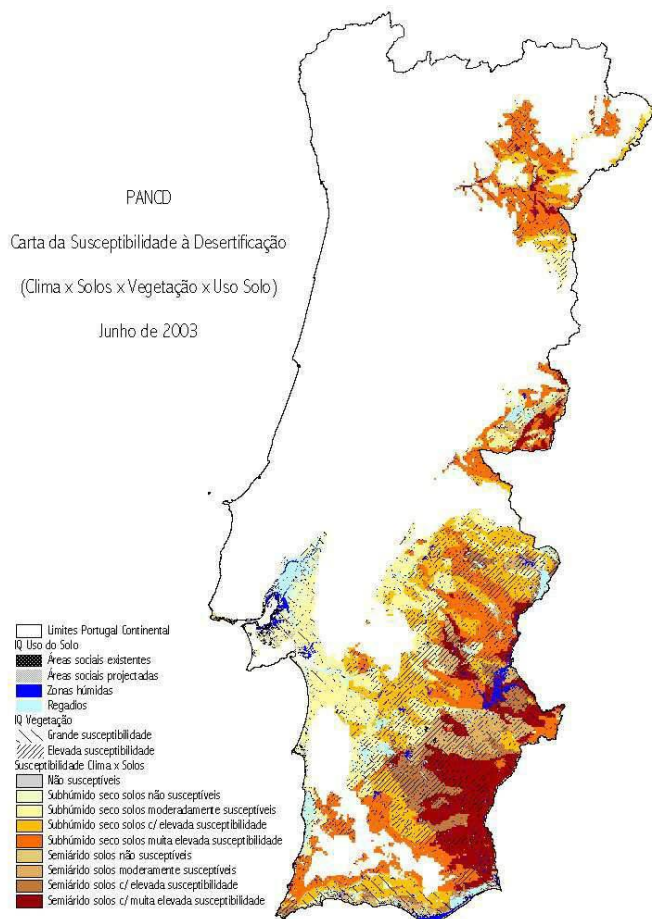 PANCD
Carta da Susceptibilidade à Desertificação
(Clima x Solos x Vegetação x Uso Solo)
Junho de 2003
Limites Portugal Continental
IQ Uso do Solo
Áreas sociais existentes
Áreas sociais projectadas
Zonas húmidas
Regadios
IQ Vegetação
Grande susceptibilidade
Elevada susceptibilidade
Susceptibilidade Clima x Solos
Não susceptíveis
Subhúmido seco solos não susceptíveis
Subhúmido seco solos moderadamente susceptíveis
Subhúmido seco solos c/ elevada susceptibilidade
Subhúmido seco solos muita elevada susceptibilidade
Semiárido solos não susceptíveis
Semiárido solos moderamente susceptíveis
Semiárido solos c/ elevada susceptibilidade
Semiárido solos c/ muita elevada susceptibilidade